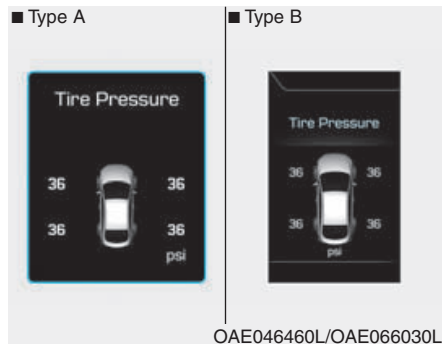 ■ Type A
■ Type B
Tire Pressure
36 36
36 36
psi
Tire Pressure
36 36
36 36
psi
OAE046460L/OAE066030L